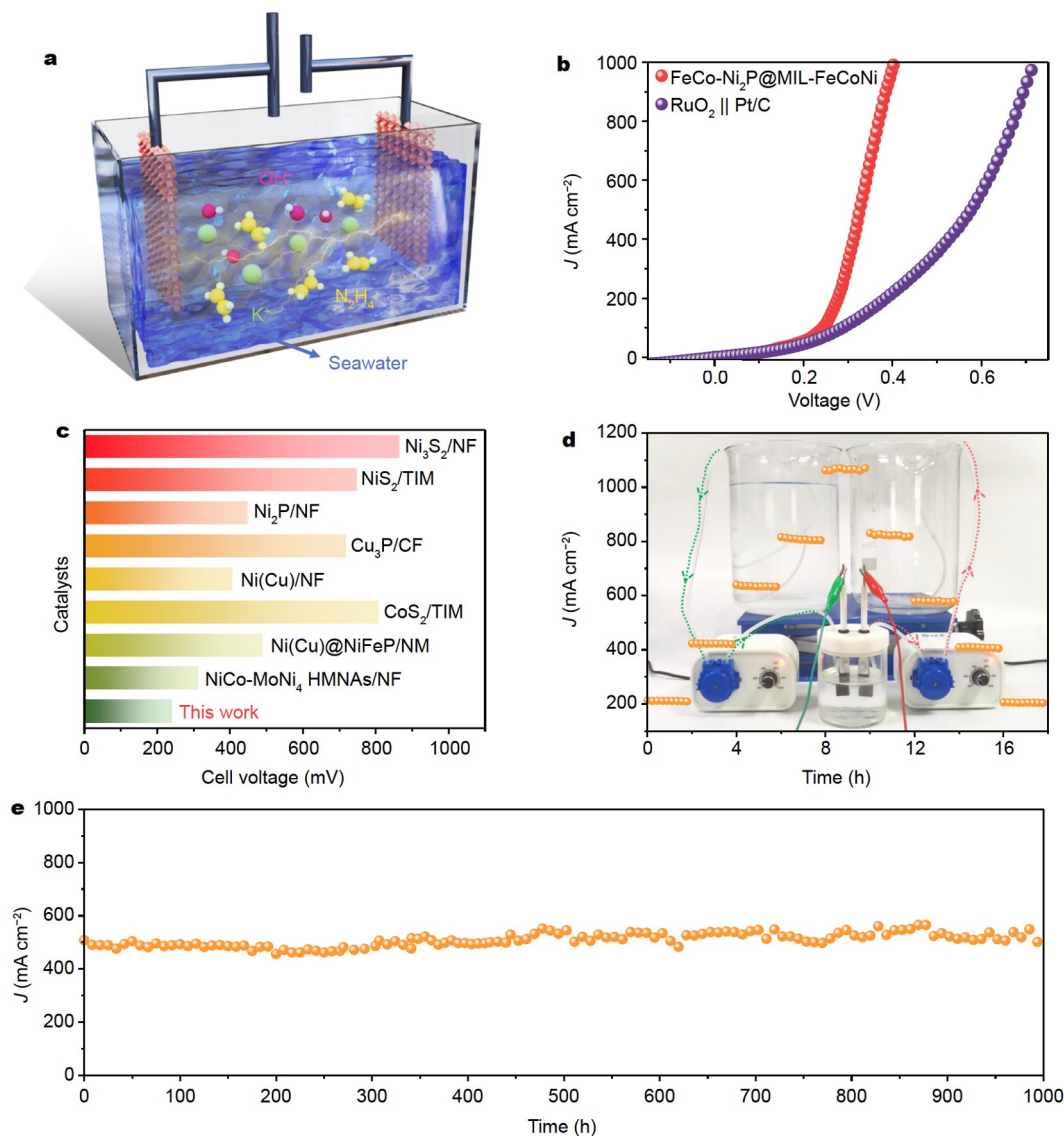 a
OH⁻
N₂H₄
K⁺
Seawater
b
1000
800
600
400
200
0
J (mA cm⁻²)
FeCo-Ni₂P@MIL-FeCoNi
RuO₂ || Pt/C
0.0 0.2 0.4 0.6
Voltage (V)
c
Catalysts
Ni₃S₂/NF
NiS₂/TIM
Ni₂P/NF
Cu₃P/CF
Ni(Cu)/NF
CoS₂/TIM
Ni(Cu)@NiFeP/NM
NiCo-MoNi₄ HMNAs/NF
This work
0 200 400 600 800 1000
Cell voltage (mV)
d
1200
1000
800
600
400
200
J (mA cm⁻²)
0 4 8 12 16
Time (h)
e
1000
800
600
400
200
0
J (mA cm⁻²)
0 100 200 300 400 500 600 700 800 900 1000
Time (h)